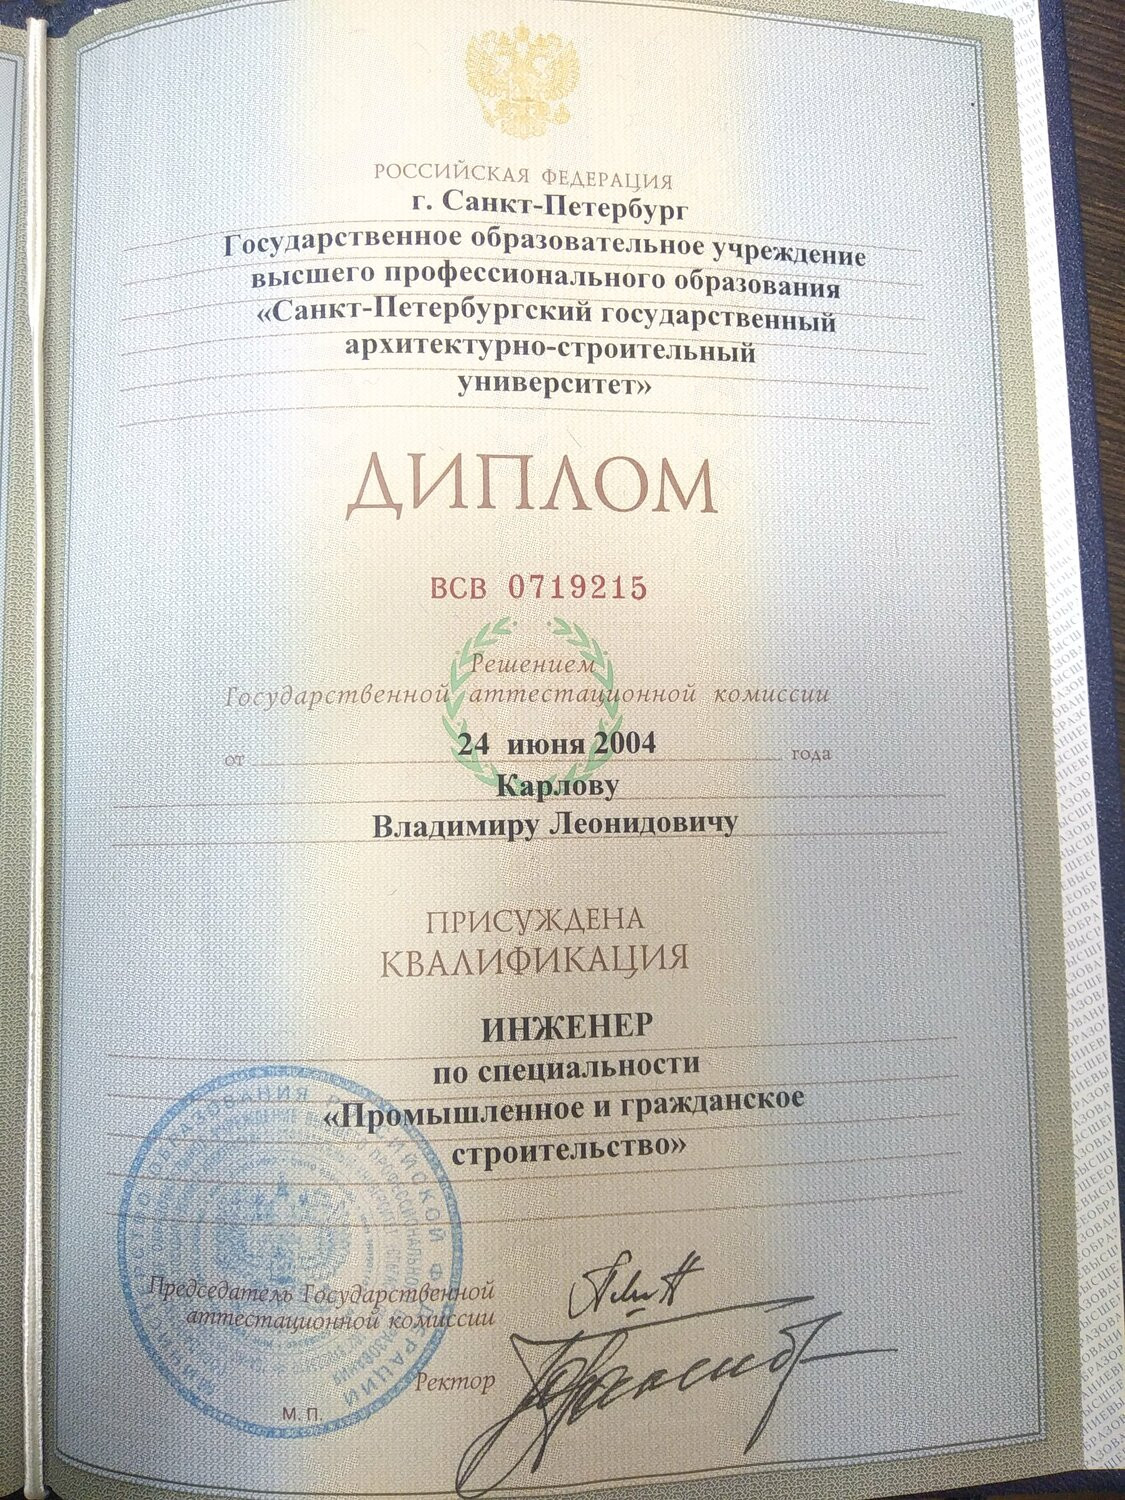 РОССИЙСКАЯ ФЕДЕРАЦИЯ
г. Санкт-Петербург
Государственное образовательное учреждение
высшего профессионального образования
«Санкт-Петербургский государственный
архитектурно-строительный
университет»
ДИПЛОМ
ВСВ 0719215
Решением
Государственной аттестационной комиссии
от 24 июня 2004 года
Карлову
Владимиру Леонидовичу
ПРИСУЖДЕНА
КВАЛИФИКАЦИЯ
ИНЖЕНЕР
по специальности
«Промышленное и гражданское
строительство»
Председатель Государственной
аттестационной комиссии
Ректор
М. П.